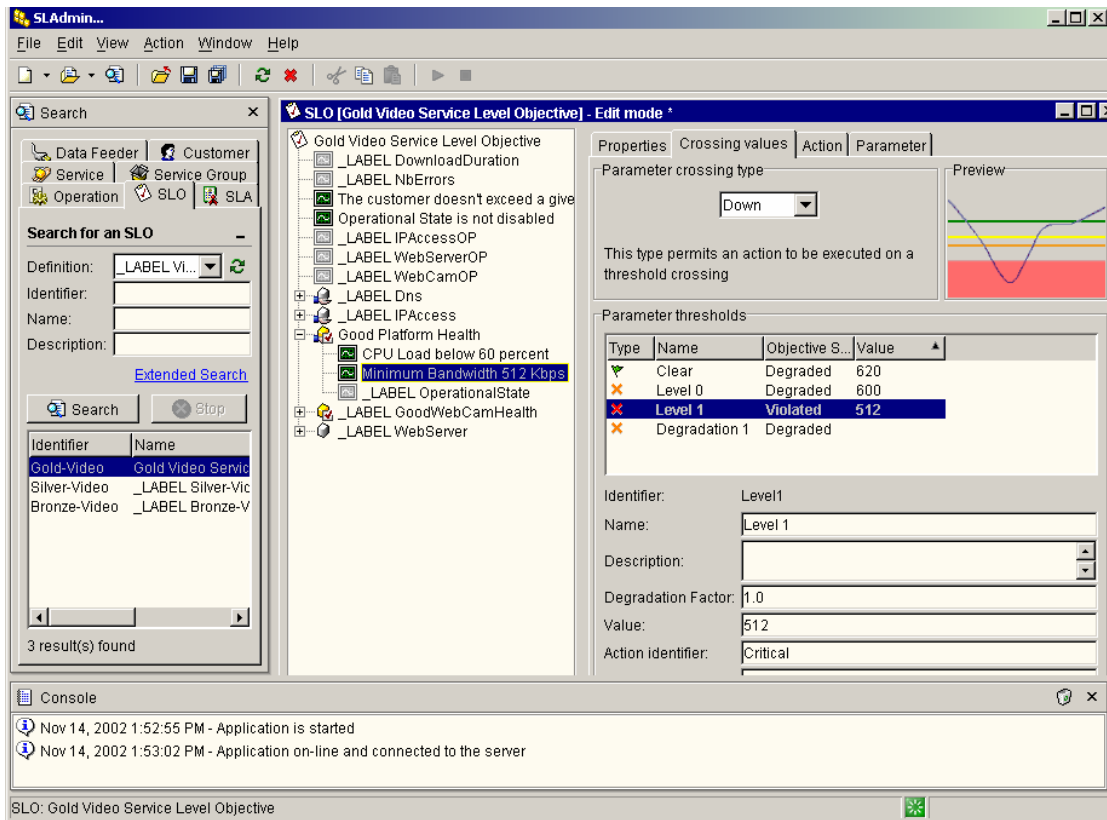 SLAdmin...
File Edit View Action Window Help
Search
Data Feeder Customer
Service Service Group
Operation SLO SLA
Search for an SLO
Definition: _LABEL Vi...
Identifier:
Name:
Description:
Extended Search
Search Stop
Identifier Name
Gold-Video Gold Video Servic
Silver-Video _LABEL Silver-Vic
Bronze-Video _LABEL Bronze-V
3 result(s) found
SLO [Gold Video Service Level Objective] - Edit mode *
Gold Video Service Level Objective
_LABEL DownloadDuration
_LABEL NbErrors
The customer doesn't exceed a give
Operational State is not disabled
_LABEL IPAccessOP
_LABEL WebServerOP
_LABEL WebCamOP
_LABEL Dns
_LABEL IPAccess
Good Platform Health
CPU Load below 60 percent
Minimum Bandwidth 512 Kbps
_LABEL OperationalState
_LABEL GoodWebCamHealth
_LABEL WebServer
Properties Crossing values Action Parameter
Parameter crossing type
Down
This type permits an action to be executed on a
threshold crossing
Preview
Parameter thresholds
Type Name Objective S... Value
Clear Degraded 620
Level 0 Degraded 600
Level 1 Violated 512
Degradation 1 Degraded
Identifier: Level1
Name: Level 1
Description:
Degradation Factor: 1.0
Value: 512
Action identifier: Critical
Console
Nov 14, 2002 1:52:55 PM - Application is started
Nov 14, 2002 1:53:02 PM - Application on-line and connected to the server
SLO: Gold Video Service Level Objective